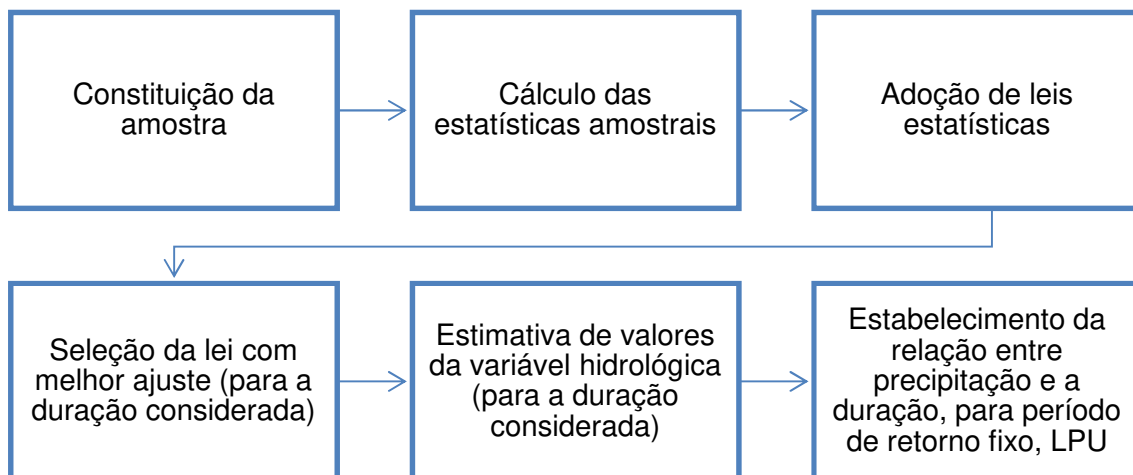 Constituição da
amostra
Cálculo das
estatísticas amostrais
Adoção de leis
estatísticas
Seleção da lei com
melhor ajuste (para a
duração considerada)
Estimativa de valores
da variável hidrológica
(para a duração
considerada)
Estabelecimento da
relação entre
precipitação e a
duração, para período
de retorno fixo, LPU